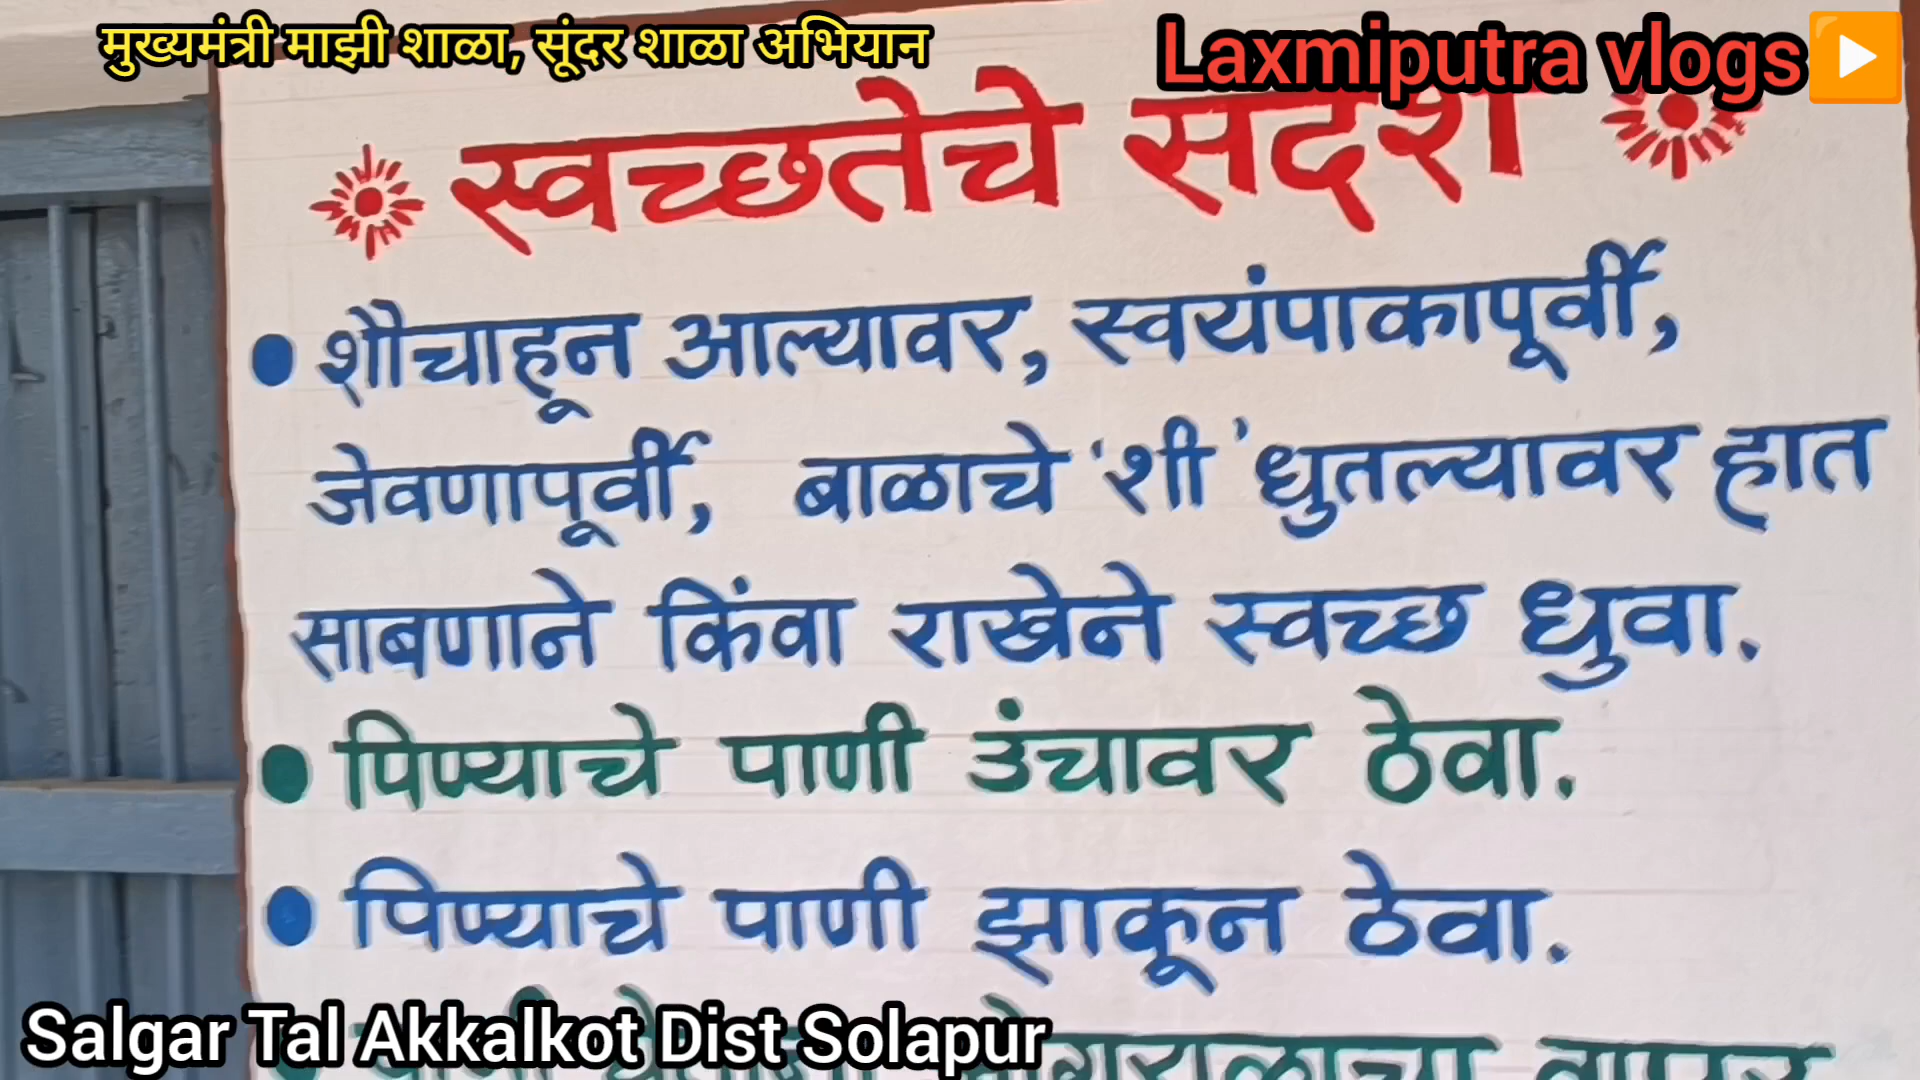 मुख्यमंत्री माझी शाळा, सूंदर शाळा अभियान
Laxmiputra vlogs
स्वच्छतेचे संदेश
• शौचाहून आल्यावर, स्वयंपाकापूर्वी,
जेवणापूर्वी, बाळाचे 'शी' धुतल्यावर हात
साबणाने किंवा राखेने स्वच्छ धुवा.
• पिण्याचे पाणी उंचावर ठेवा.
• पिण्याचे पाणी झाकून ठेवा.
Salgar Tal Akkalkot Dist Solapur